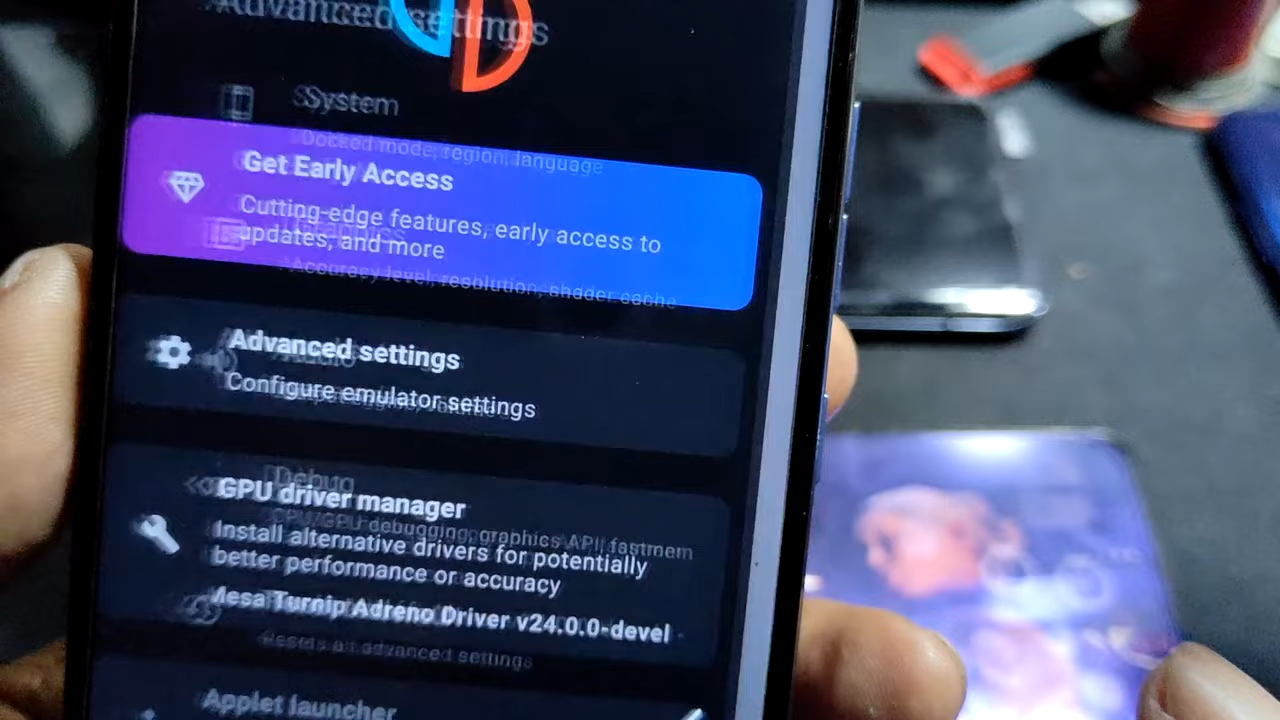 Advanced settings
System
Docked mode, region, language
Get Early Access
Cutting-edge features, early access to
updates, and more
Graphics
Accuracy level, resolution, shader cache
Advanced settings
Configure emulator settings
Debug
GPU driver manager
CPU/GPU debugging, graphics API, fastmem
Install alternative drivers for potentially
better performance or accuracy
Mesa Turnip Adreno Driver v24.0.0-devel
Resets all advanced settings
Applet launcher